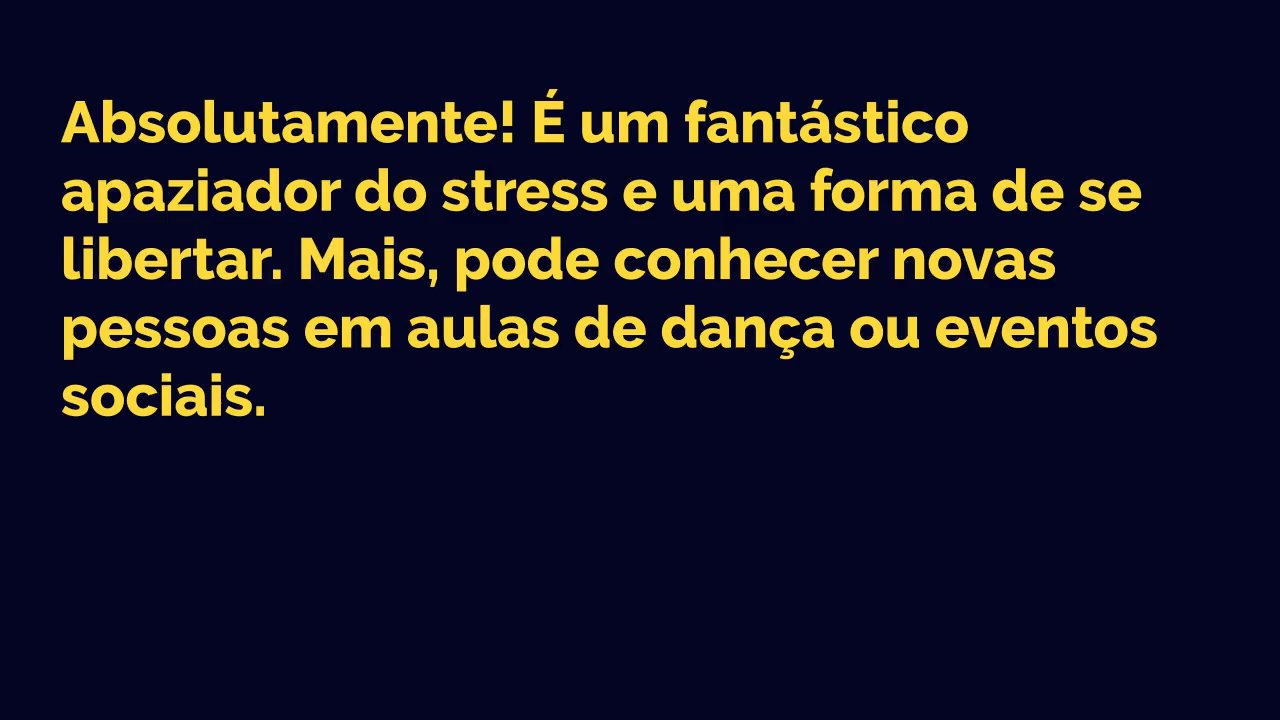 Absolutamente! É um fantástico
apaziador do stress e uma forma de se
libertar. Mais, pode conhecer novas
pessoas em aulas de dança ou eventos
sociais.